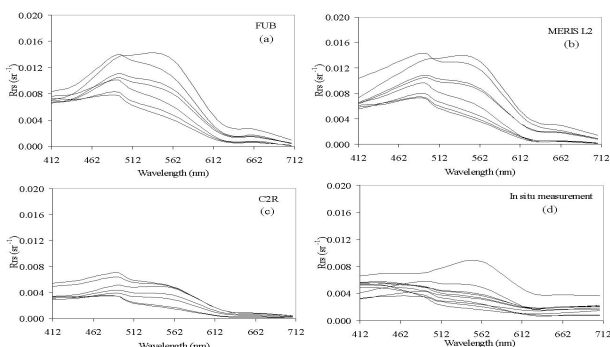 FUB
(a)
0.020
0.016
0.012
0.008
0.004
0.000
Rrs (sr⁻¹)
412 462 512 562 612 662 712
Wavelength (nm)
MERIS L2
(b)
0.020
0.016
0.012
0.008
0.004
0.000
Rrs (sr⁻¹)
412 462 512 562 612 662 712
Wavelength (nm)
C2R
(c)
0.020
0.016
0.012
0.008
0.004
0.000
Rrs (sr⁻¹)
412 462 512 562 612 662 712
Wavelength (nm)
In situ measurement
(d)
0.020
0.016
0.012
0.008
0.004
0.000
Rrs (sr⁻¹)
412 462 512 562 612 662 712
Wavelength (nm)